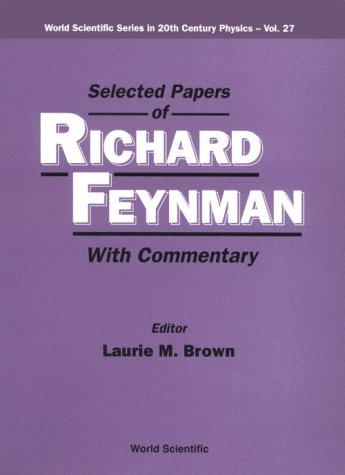 World Scientific Series in 20th Century Physics – Vol. 27
Selected Papers
of
RICHARD
FEYNMAN
With Commentary
Editor
Laurie M. Brown
World Scientific